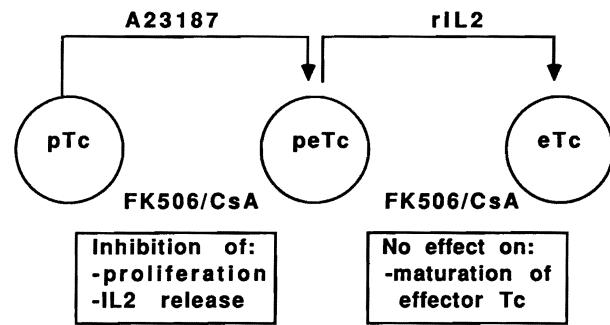 A23187
rIL2
pTc
peTc
eTc
FK506/CsA
FK506/CsA
Inhibition of:
-proliferation
-IL2 release
No effect on:
-maturation of
effector Tc